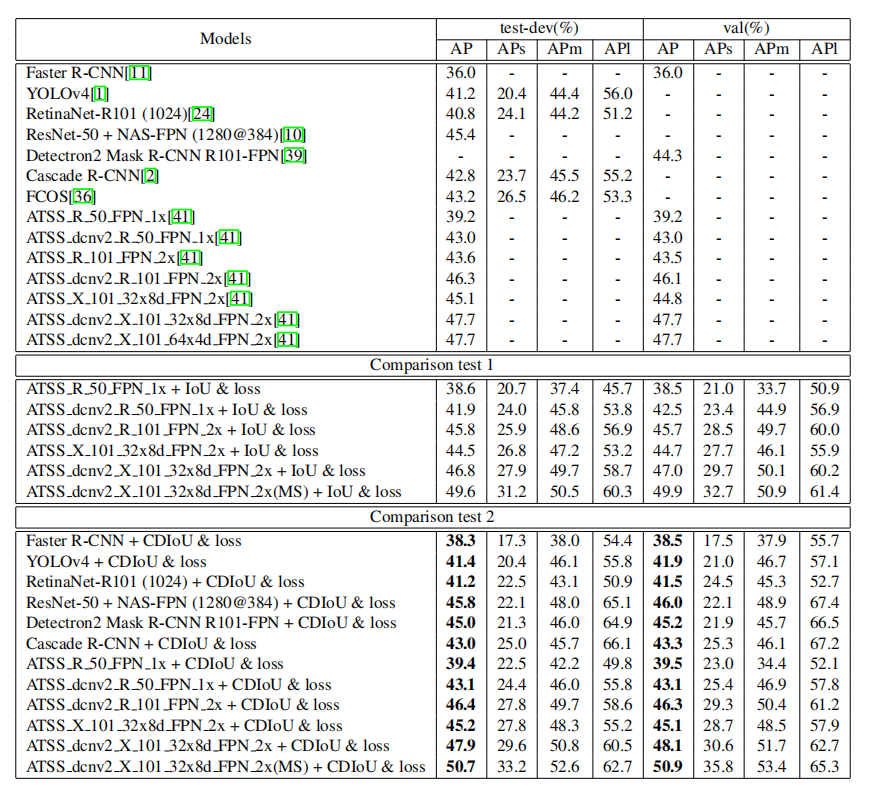 Models test-dev(%) val(%)
AP APs APm APl AP APs APm APl
Faster R-CNN[11] 36.0 - - - 36.0 - - -
YOLOv4[1] 41.2 20.4 44.4 56.0 - - - -
RetinaNet-R101 (1024)[24] 40.8 24.1 44.2 51.2 - - - -
ResNet-50 + NAS-FPN (1280@384)[10] 45.4 - - - - - - -
Detectron2 Mask R-CNN R101-FPN[39] - - - - 44.3 - - -
Cascade R-CNN[2] 42.8 23.7 45.5 55.2 - - - -
FCOS[36] 43.2 26.5 46.2 53.3 - - - -
ATSS_R_50_FPN_1x[41] 39.2 - - - 39.2 - - -
ATSS_dcnv2_R_50_FPN_1x[41] 43.0 - - - 43.0 - - -
ATSS_R_101_FPN_2x[41] 43.6 - - - 43.5 - - -
ATSS_dcnv2_R_101_FPN_2x[41] 46.3 - - - 46.1 - - -
ATSS_X_101_32x8d_FPN_2x[41] 45.1 - - - 44.8 - - -
ATSS_dcnv2_X_101_32x8d_FPN_2x[41] 47.7 - - - 47.7 - - -
ATSS_dcnv2_X_101_64x4d_FPN_2x[41] 47.7 - - - 47.7 - - -
Comparison test 1
ATSS_R_50_FPN_1x + IoU & loss 38.6 20.7 37.4 45.7 38.5 21.0 33.7 50.9
ATSS_dcnv2_R_50_FPN_1x + IoU & loss 41.9 24.0 45.8 53.8 42.5 23.4 44.9 56.9
ATSS_dcnv2_R_101_FPN_2x + IoU & loss 45.8 25.9 48.6 56.9 45.7 28.5 49.7 60.0
ATSS_X_101_32x8d_FPN_2x + IoU & loss 44.5 26.8 47.2 53.2 44.7 27.7 46.1 55.9
ATSS_dcnv2_X_101_32x8d_FPN_2x + IoU & loss 46.8 27.9 49.7 58.7 47.0 29.7 50.1 60.2
ATSS_dcnv2_X_101_32x8d_FPN_2x(MS) + IoU & loss 49.6 31.2 50.5 60.3 49.9 32.7 50.9 61.4
Comparison test 2
Faster R-CNN + CDIoU & loss 38.3 17.3 38.0 54.4 38.5 17.5 37.9 55.7
YOLOv4 + CDIoU & loss 41.4 20.4 46.1 55.8 41.9 21.0 46.7 57.1
RetinaNet-R101 (1024) + CDIoU & loss 41.2 22.5 43.1 50.9 41.5 24.5 45.3 52.7
ResNet-50 + NAS-FPN (1280@384) + CDIoU & loss 45.8 22.1 48.0 65.1 46.0 22.1 48.9 67.4
Detectron2 Mask R-CNN R101-FPN + CDIoU & loss 45.0 21.3 46.0 64.9 45.2 21.9 45.7 66.5
Cascade R-CNN + CDIoU & loss 43.0 25.0 45.7 66.1 43.3 25.3 46.1 67.2
ATSS_R_50_FPN_1x + CDIoU & loss 39.4 22.5 42.2 49.8 39.5 23.0 34.4 52.1
ATSS_dcnv2_R_50_FPN_1x + CDIoU & loss 43.1 24.4 46.0 55.8 43.1 25.4 46.9 57.8
ATSS_dcnv2_R_101_FPN_2x + CDIoU & loss 46.4 27.8 49.7 58.6 46.3 29.3 50.4 61.2
ATSS_X_101_32x8d_FPN_2x + CDIoU & loss 45.2 27.8 48.3 55.2 45.1 28.7 48.5 57.9
ATSS_dcnv2_X_101_32x8d_FPN_2x + CDIoU & loss 47.9 29.6 50.8 60.5 48.1 30.6 51.7 62.7
ATSS_dcnv2_X_101_32x8d_FPN_2x(MS) + CDIoU & loss 50.7 33.2 52.6 62.7 50.9 35.8 53.4 65.3